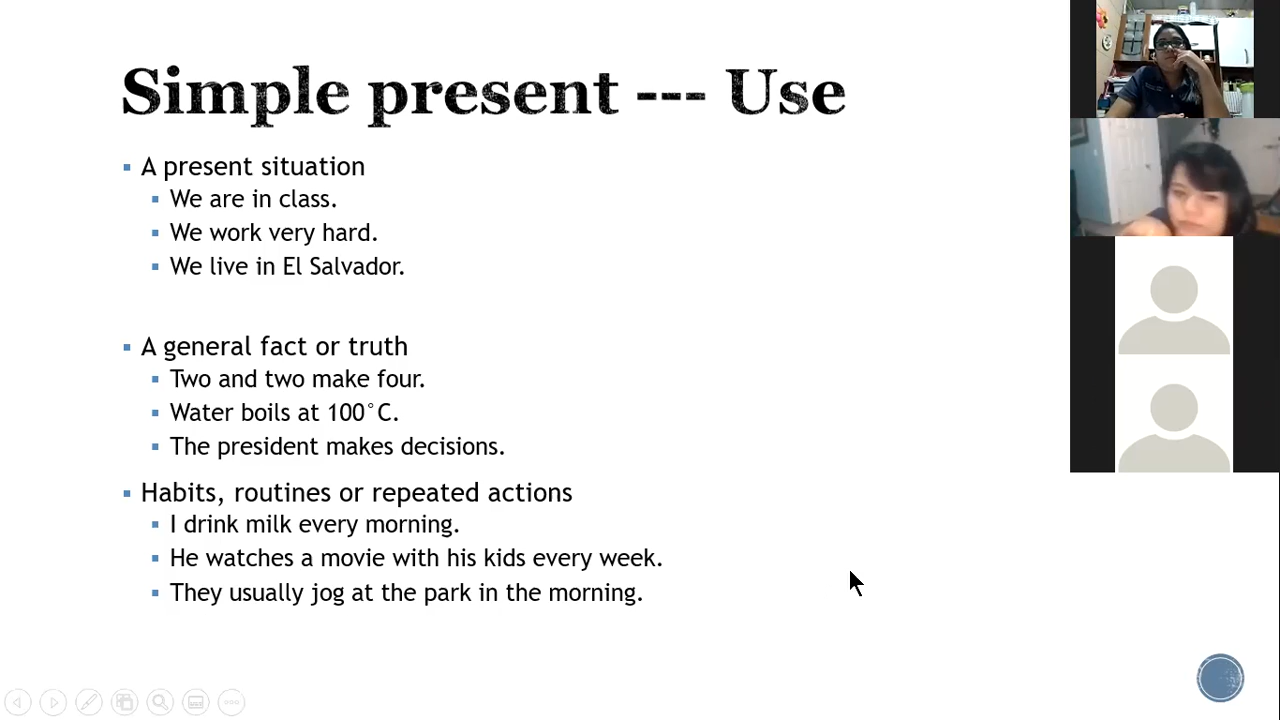 Simple present --- Use
A present situation
We are in class.
We work very hard.
We live in El Salvador.
A general fact or truth
Two and two make four.
Water boils at 100°C.
The president makes decisions.
Habits, routines or repeated actions
I drink milk every morning.
He watches a movie with his kids every week.
They usually jog at the park in the morning.